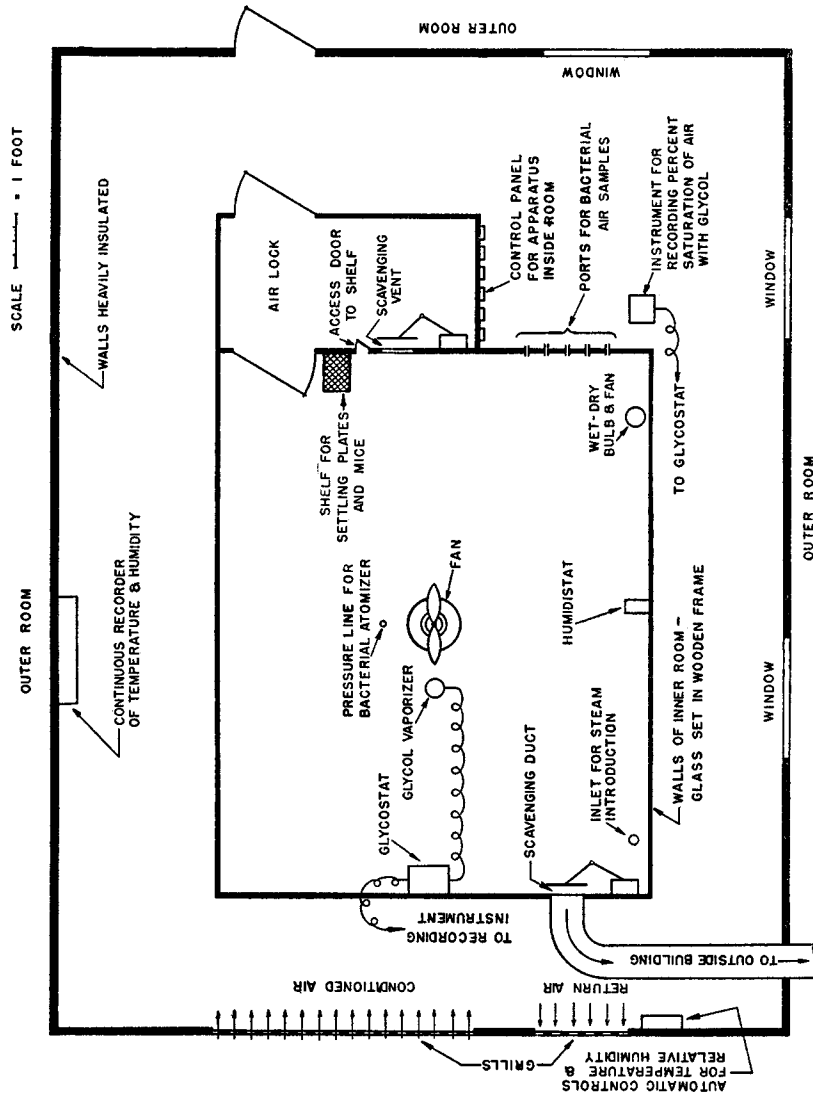 OUTER ROOM
SCALE = 1 FOOT
CONTINUOUS RECORDER
OF TEMPERATURE & HUMIDITY
WALLS HEAVILY INSULATED
OUTER ROOM
AIR LOCK
ACCESS DOOR
TO SHELF
SCAVENGING
VENT
SHELF FOR
SETTLING PLATES
AND MICE
PRESSURE LINE FOR
BACTERIAL ATOMIZER
FAN
GLYCOL VAPORIZER
GLYCOSTAT
TO RECORDING
INSTRUMENT
CONDITIONED AIR
CONTROL PANEL
FOR APPARATUS
INSIDE ROOM
PORTS FOR BACTERIAL
AIR SAMPLES
WINDOW
INSTRUMENT FOR
RECORDING PERCENT
SATURATION OF AIR
WITH GLYCOL
WET-DRY
BULB & FAN
TO GLYCOSTAT
HUMIDISTAT
INLET FOR STEAM
INTRODUCTION
SCAVENGING DUCT
WALLS OF INNER ROOM –
GLASS SET IN WOODEN FRAME
TO OUTSIDE BUILDING
RETURN AIR
GRILLS
AUTOMATIC CONTROLS
FOR TEMPERATURE &
RELATIVE HUMIDITY
WINDOW
WINDOW
OUTER ROOM